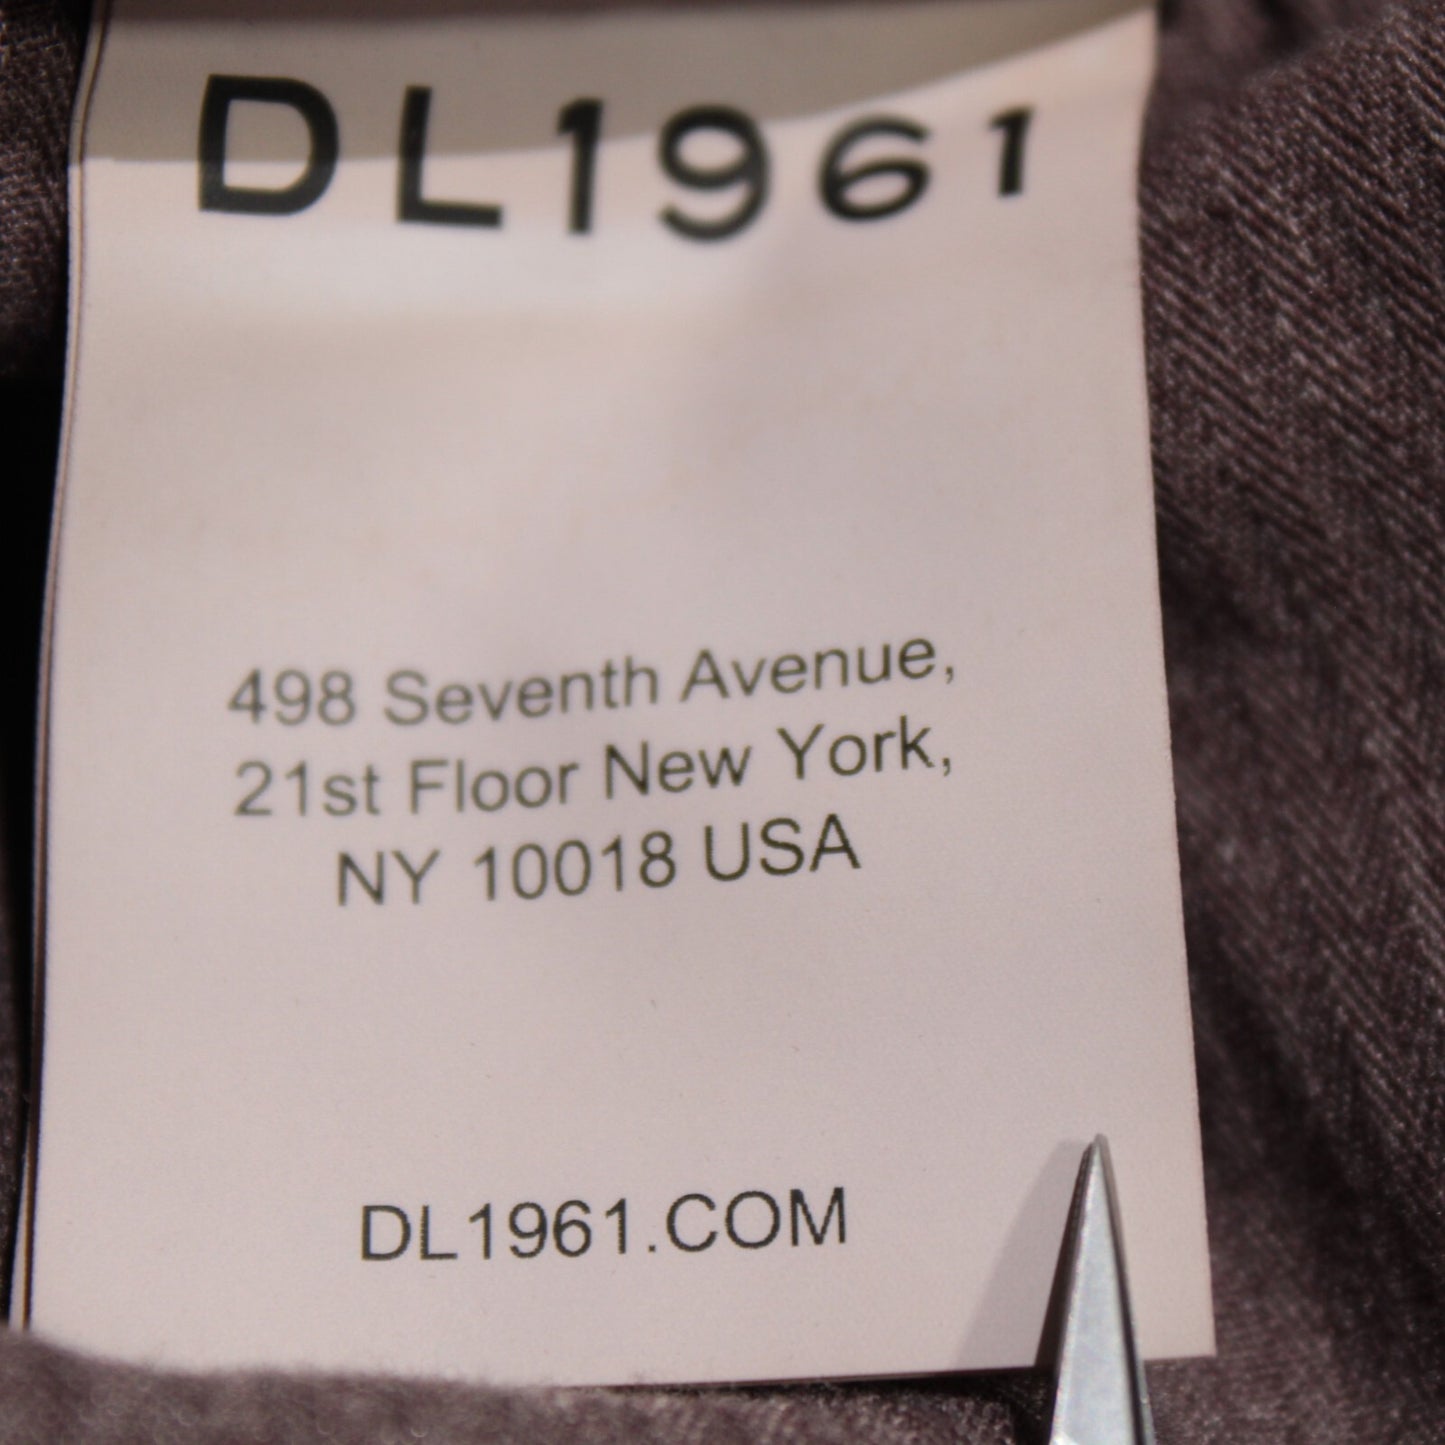 DL1961
498 Seventh Avenue,
21st Floor New York,
NY 10018 USA
DL1961.COM